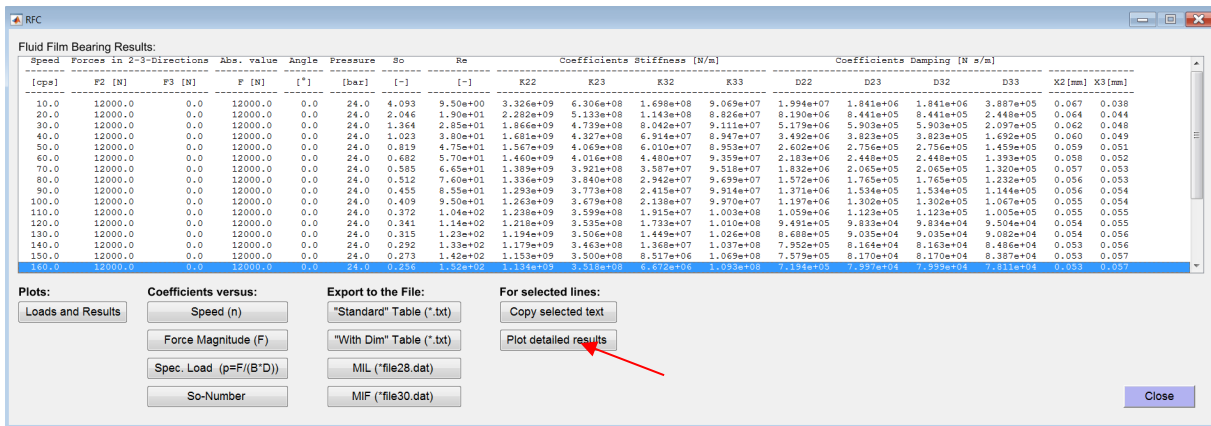 RFC
Fluid Film Bearing Results:
Speed Forces in 2-3-Directions Abs. value Angle Pressure So Re Coefficients Stiffness [N/m] Coefficients Damping [N s/m]
[cps] F2 [N] F3 [N] F [N] [°] [bar] [-] [-] K22 K23 K32 K33 D22 D23 D32 D33 X2[mm] X3[mm]
10.0 12000.0 0.0 12000.0 0.0 24.0 4.093 9.50e+00 3.326e+09 6.306e+08 1.698e+08 9.069e+07 1.994e+07 1.841e+06 1.841e+06 3.887e+05 0.067 0.038
20.0 12000.0 0.0 12000.0 0.0 24.0 2.046 1.90e+01 2.282e+09 5.133e+08 1.143e+08 8.826e+07 8.190e+06 8.441e+05 8.441e+05 2.448e+05 0.064 0.044
30.0 12000.0 0.0 12000.0 0.0 24.0 1.364 2.85e+01 1.866e+09 4.739e+08 8.042e+07 9.111e+07 5.179e+06 5.903e+05 5.903e+05 2.097e+05 0.062 0.048
40.0 12000.0 0.0 12000.0 0.0 24.0 1.023 3.80e+01 1.681e+09 4.327e+08 6.914e+07 8.947e+07 3.492e+06 3.823e+05 3.823e+05 1.692e+05 0.060 0.049
50.0 12000.0 0.0 12000.0 0.0 24.0 0.819 4.75e+01 1.567e+09 4.069e+08 6.010e+07 8.953e+07 2.602e+06 2.756e+05 2.756e+05 1.459e+05 0.059 0.051
60.0 12000.0 0.0 12000.0 0.0 24.0 0.682 5.70e+01 1.460e+09 4.016e+08 4.480e+07 9.359e+07 2.183e+06 2.448e+05 2.448e+05 1.393e+05 0.058 0.052
70.0 12000.0 0.0 12000.0 0.0 24.0 0.585 6.65e+01 1.389e+09 3.921e+08 3.587e+07 9.518e+07 1.832e+06 2.065e+05 2.065e+05 1.320e+05 0.057 0.053
80.0 12000.0 0.0 12000.0 0.0 24.0 0.512 7.60e+01 1.336e+09 3.840e+08 2.942e+07 9.699e+07 1.572e+06 1.765e+05 1.765e+05 1.232e+05 0.056 0.053
90.0 12000.0 0.0 12000.0 0.0 24.0 0.455 8.55e+01 1.293e+09 3.773e+08 2.415e+07 9.914e+07 1.371e+06 1.534e+05 1.534e+05 1.144e+05 0.056 0.054
100.0 12000.0 0.0 12000.0 0.0 24.0 0.409 9.50e+01 1.263e+09 3.679e+08 2.138e+07 9.970e+07 1.197e+06 1.302e+05 1.302e+05 1.067e+05 0.055 0.054
110.0 12000.0 0.0 12000.0 0.0 24.0 0.372 1.04e+02 1.238e+09 3.599e+08 1.915e+07 1.003e+08 1.059e+06 1.123e+05 1.123e+05 1.005e+05 0.055 0.055
120.0 12000.0 0.0 12000.0 0.0 24.0 0.341 1.14e+02 1.218e+09 3.535e+08 1.733e+07 1.010e+08 9.491e+05 9.833e+04 9.834e+04 9.504e+04 0.054 0.055
130.0 12000.0 0.0 12000.0 0.0 24.0 0.315 1.23e+02 1.194e+09 3.506e+08 1.449e+07 1.026e+08 8.688e+05 9.035e+04 9.035e+04 9.082e+04 0.054 0.056
140.0 12000.0 0.0 12000.0 0.0 24.0 0.292 1.33e+02 1.179e+09 3.463e+08 1.368e+07 1.037e+08 7.952e+05 8.164e+04 8.163e+04 8.486e+04 0.053 0.056
150.0 12000.0 0.0 12000.0 0.0 24.0 0.273 1.42e+02 1.153e+09 3.500e+08 8.517e+06 1.069e+08 7.579e+05 8.170e+04 8.170e+04 8.387e+04 0.053 0.057
160.0 12000.0 0.0 12000.0 0.0 24.0 0.256 1.52e+02 1.134e+09 3.518e+08 6.672e+06 1.093e+08 7.194e+05 7.997e+04 7.999e+04 7.811e+04 0.053 0.057
Plots: Coefficients versus: Export to the File: For selected lines:
Loads and Results Speed (n) "Standard" Table (*.txt) Copy selected text
Force Magnitude (F) "With Dim" Table (*.txt) Plot detailed results
Spec. Load (p=F/(B*D)) MIL (*file28.dat)
So-Number MIF (*file30.dat) Close